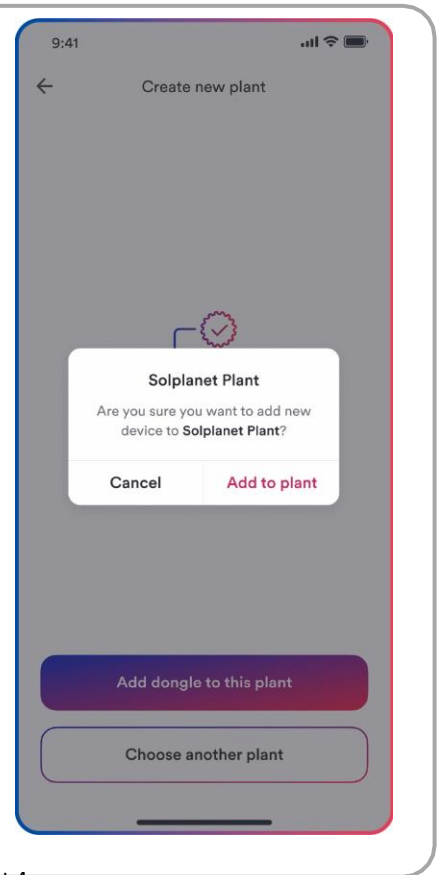 9:41
Create new plant
Solplanet Plant
Are you sure you want to add new
device to Solplanet Plant?
Cancel
Add to plant
Add dongle to this plant
Choose another plant